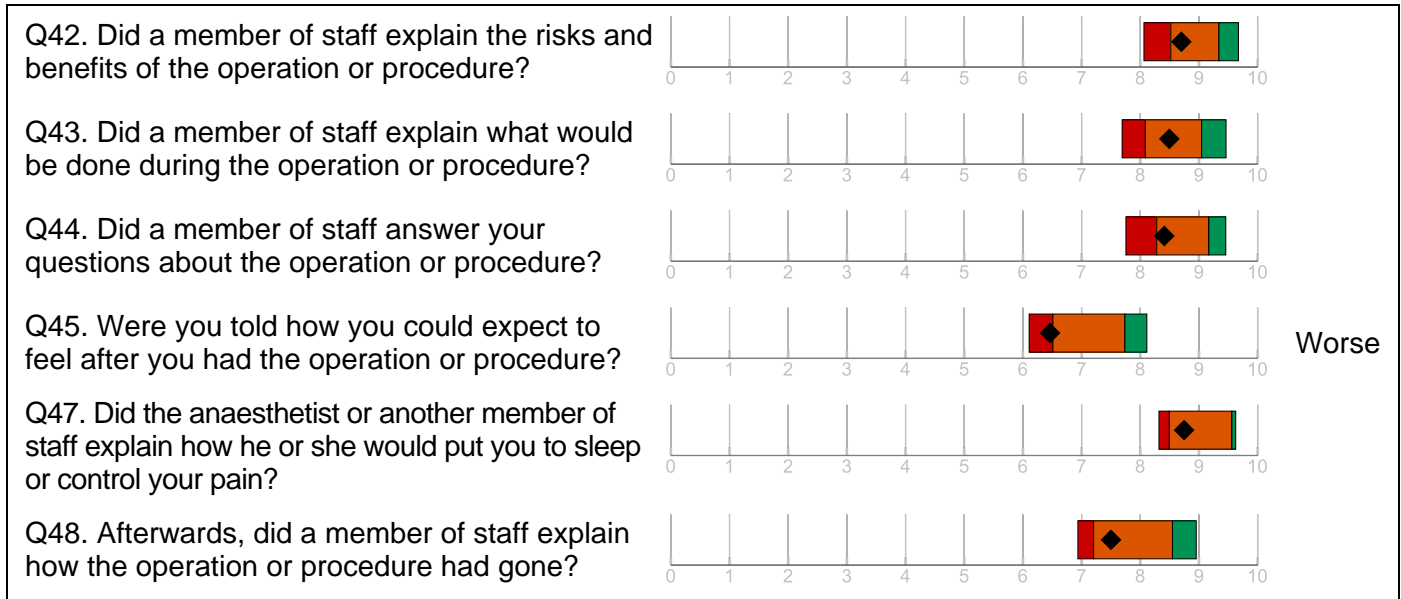 Q42. Did a member of staff explain the risks and
benefits of the operation or procedure?
0 1 2 3 4 5 6 7 8 9 10
Q43. Did a member of staff explain what would
be done during the operation or procedure?
0 1 2 3 4 5 6 7 8 9 10
Q44. Did a member of staff answer your
questions about the operation or procedure?
0 1 2 3 4 5 6 7 8 9 10
Q45. Were you told how you could expect to
feel after you had the operation or procedure?
Worse
0 1 2 3 4 5 6 7 8 9 10
Q47. Did the anaesthetist or another member of
staff explain how he or she would put you to sleep
or control your pain?
0 1 2 3 4 5 6 7 8 9 10
Q48. Afterwards, did a member of staff explain
how the operation or procedure had gone?
0 1 2 3 4 5 6 7 8 9 10